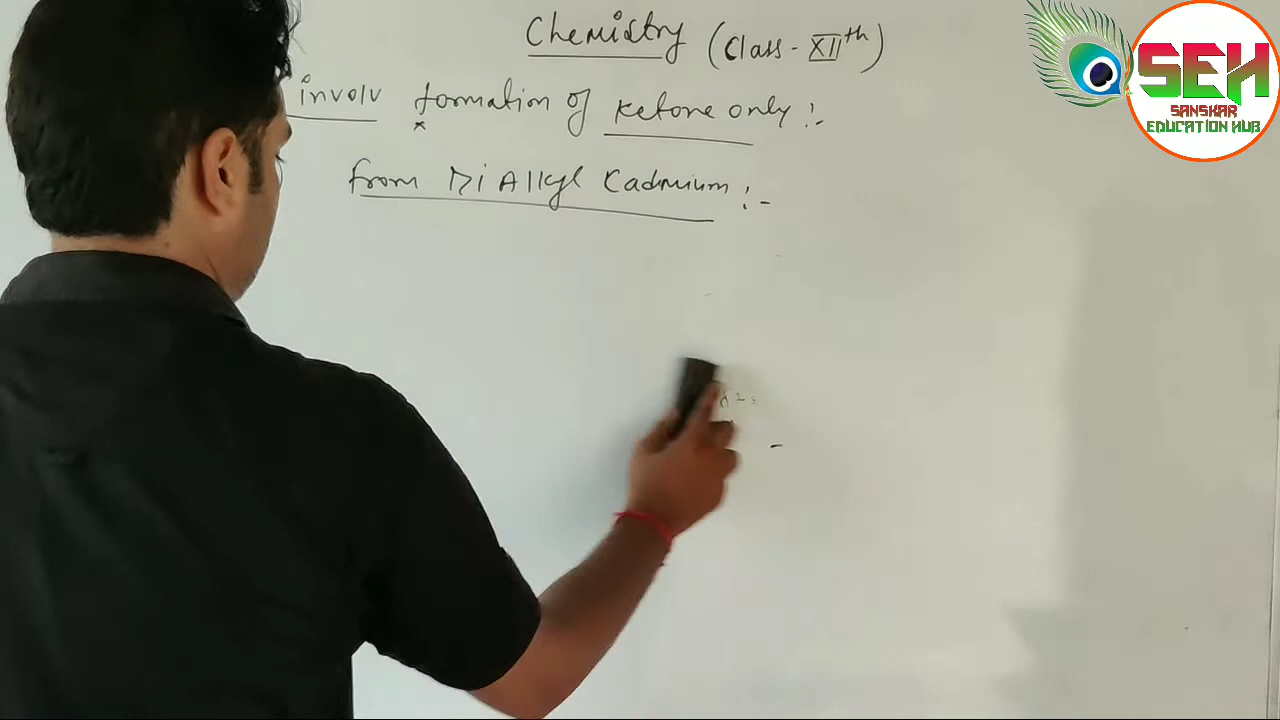 Chemistry (Class - XIIth)
SEH
SANSKAR
EDUCATION HUB
involv formation of Ketone only :-
from Di Alkyl Cadmium :-